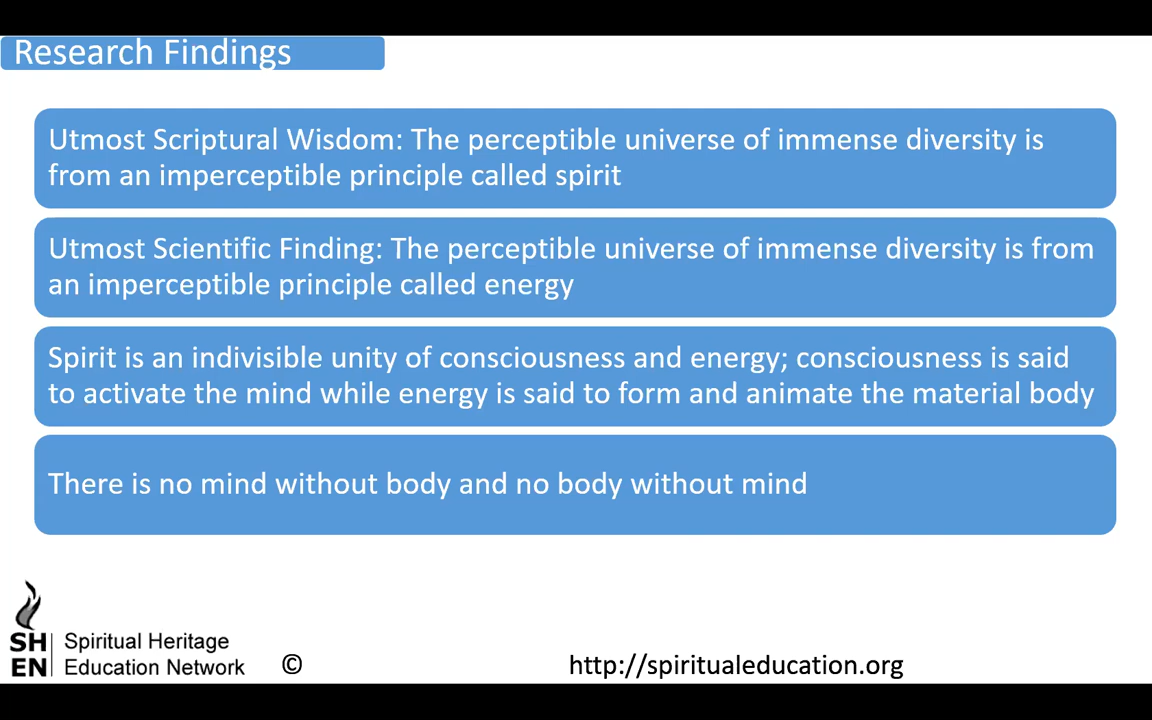 Research Findings
Utmost Scriptural Wisdom: The perceptible universe of immense diversity is
from an imperceptible principle called spirit
Utmost Scientific Finding: The perceptible universe of immense diversity is from
an imperceptible principle called energy
Spirit is an indivisible unity of consciousness and energy; consciousness is said
to activate the mind while energy is said to form and animate the material body
There is no mind without body and no body without mind
SH
EN
Spiritual Heritage
Education Network
©
http://spiritualeducation.org